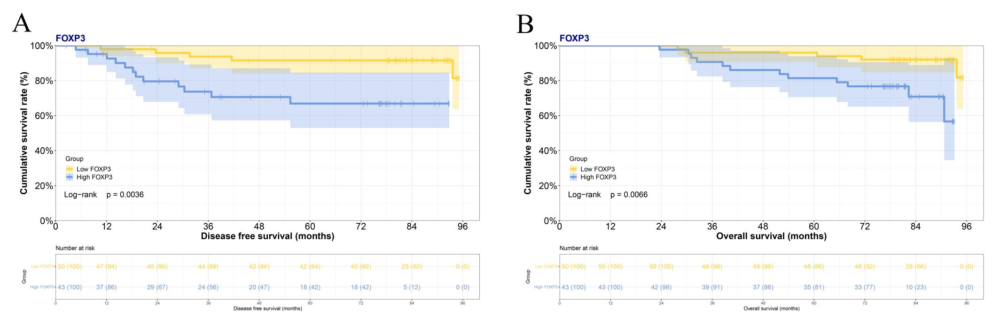 A
FOXP3
100%
80%
60%
40%
20%
0%
Cumulative survival rate (%)
Group
Low FOXP3
High FOXP3
Log−rank p = 0.0036
0 12 24 36 48 60 72 84 96
Disease free survival (months)
Number at risk
Group
Low FOXP3 50 (100) 47 (94) 45 (90) 44 (88) 42 (84) 42 (84) 40 (80) 25 (50) 0 (0)
High FOXP3 43 (100) 37 (86) 29 (67) 24 (56) 20 (47) 18 (42) 18 (42) 5 (12) 0 (0)
0 12 24 36 48 60 72 84 96
Disease free survival (months)
B
FOXP3
100%
80%
60%
40%
20%
0%
Cumulative survival rate (%)
Group
Low FOXP3
High FOXP3
Log−rank p = 0.0066
0 12 24 36 48 60 72 84 96
Overall survival (months)
Number at risk
Group
Low FOXP3 50 (100) 50 (100) 50 (100) 48 (96) 48 (96) 48 (96) 46 (92) 28 (56) 0 (0)
High FOXP3 43 (100) 43 (100) 42 (98) 39 (91) 37 (86) 35 (81) 33 (77) 10 (23) 0 (0)
0 12 24 36 48 60 72 84 96
Overall survival (months)